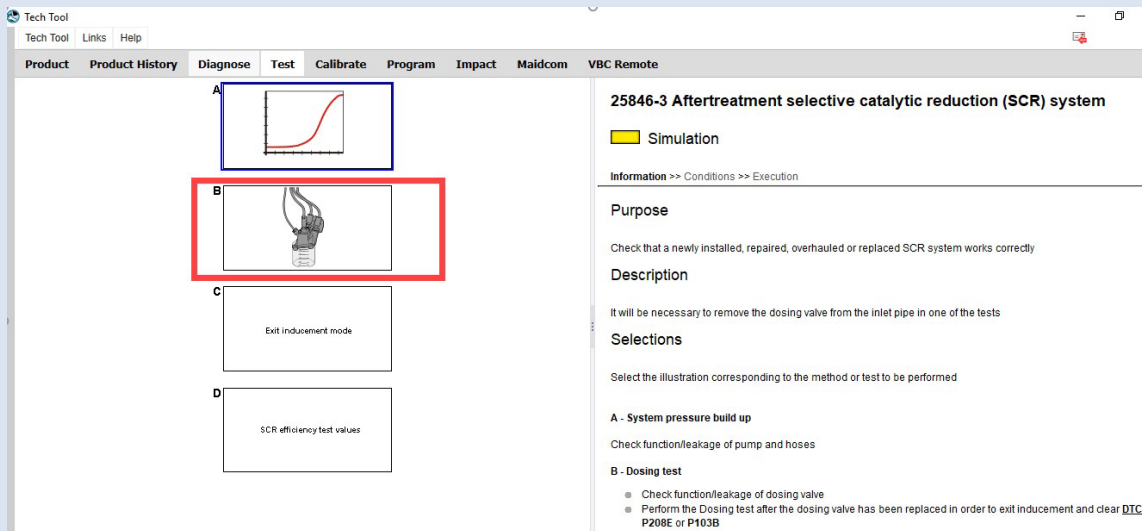 Tech Tool
Tech Tool Links Help
Product Product History Diagnose Test Calibrate Program Impact Maidcom VBC Remote
A
B
C
Exit inducement mode
D
SCR efficiency test values
25846-3 Aftertreatment selective catalytic reduction (SCR) system
Simulation
Information >> Conditions >> Execution
Purpose
Check that a newly installed, repaired, overhauled or replaced SCR system works correctly
Description
It will be necessary to remove the dosing valve from the inlet pipe in one of the tests
Selections
Select the illustration corresponding to the method or test to be performed
A - System pressure build up
Check function/leakage of pump and hoses
B - Dosing test
Check function/leakage of dosing valve
Perform the Dosing test after the dosing valve has been replaced in order to exit inducement and clear DTC
P208E or P103B